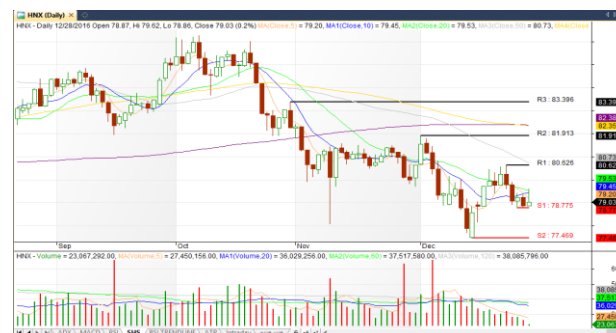 HNX (Daily)
HNX - Daily 12/28/2016 Open 78.87, Hi 79.62, Lo 78.86, Close 79.03 (0.2%) MA(Close,5) = 79.20, MA1(Close,10) = 79.45, MA2(Close,20) = 79.53, MA3(Close,50) = 80.73,
R3 : 83.396
83.39
82.38
82.35
R2 : 81.913
81.91
80.73
R1 : 80.626
80.62
79.53
79.45
79.20
79.03
S1: 78.775
S2: 77.469
Sep
Oct
Nov
Dec
HNX - Volume = 23,067,292.00, MA(Volume,5) = 27,450,156.00, MA1(Volume,20) = 36,029,256.00, MA2(Volume,60) = 37,517,580.00, MA3(Volume,120) = 38,085,796.00